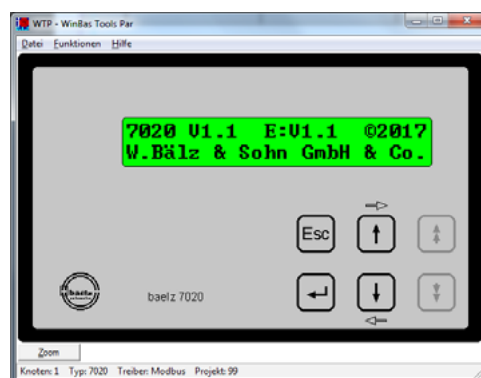 WTP - WinBas Tools Par
Datei Funktionen Hilfe
7020 V1.1 E:V1.1 ©2017
W.Bälz & Sohn GmbH & Co.
Esc
baelz
baelz 7020
Zoom
Knoten: 1 Typ: 7020 Treiber: Modbus Projekt: 99